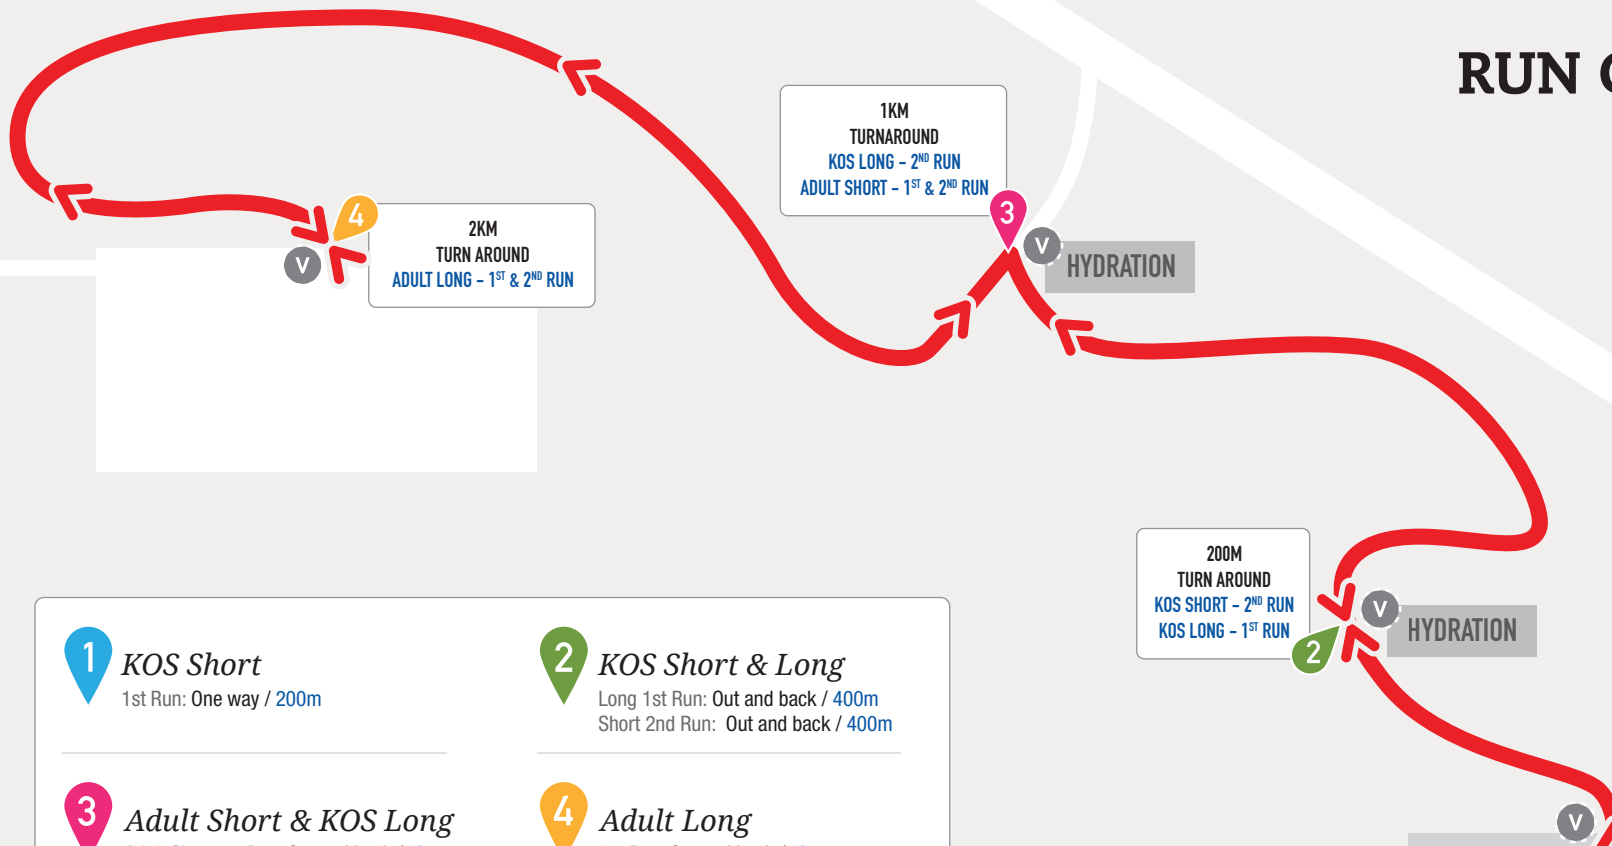 RUN
1KM
TURNAROUND
KOS LONG – 2ND RUN
ADULT SHORT – 1ST & 2ND RUN
3
V
HYDRATION
4
2KM
TURN AROUND
ADULT LONG – 1ST & 2ND RUN
V
200M
TURN AROUND
KOS SHORT – 2ND RUN
KOS LONG – 1ST RUN
2
V
HYDRATION
V
1 KOS Short
1st Run: One way / 200m
2 KOS Short & Long
Long 1st Run: Out and back / 400m
Short 2nd Run: Out and back / 400m
3 Adult Short & KOS Long
4 Adult Long